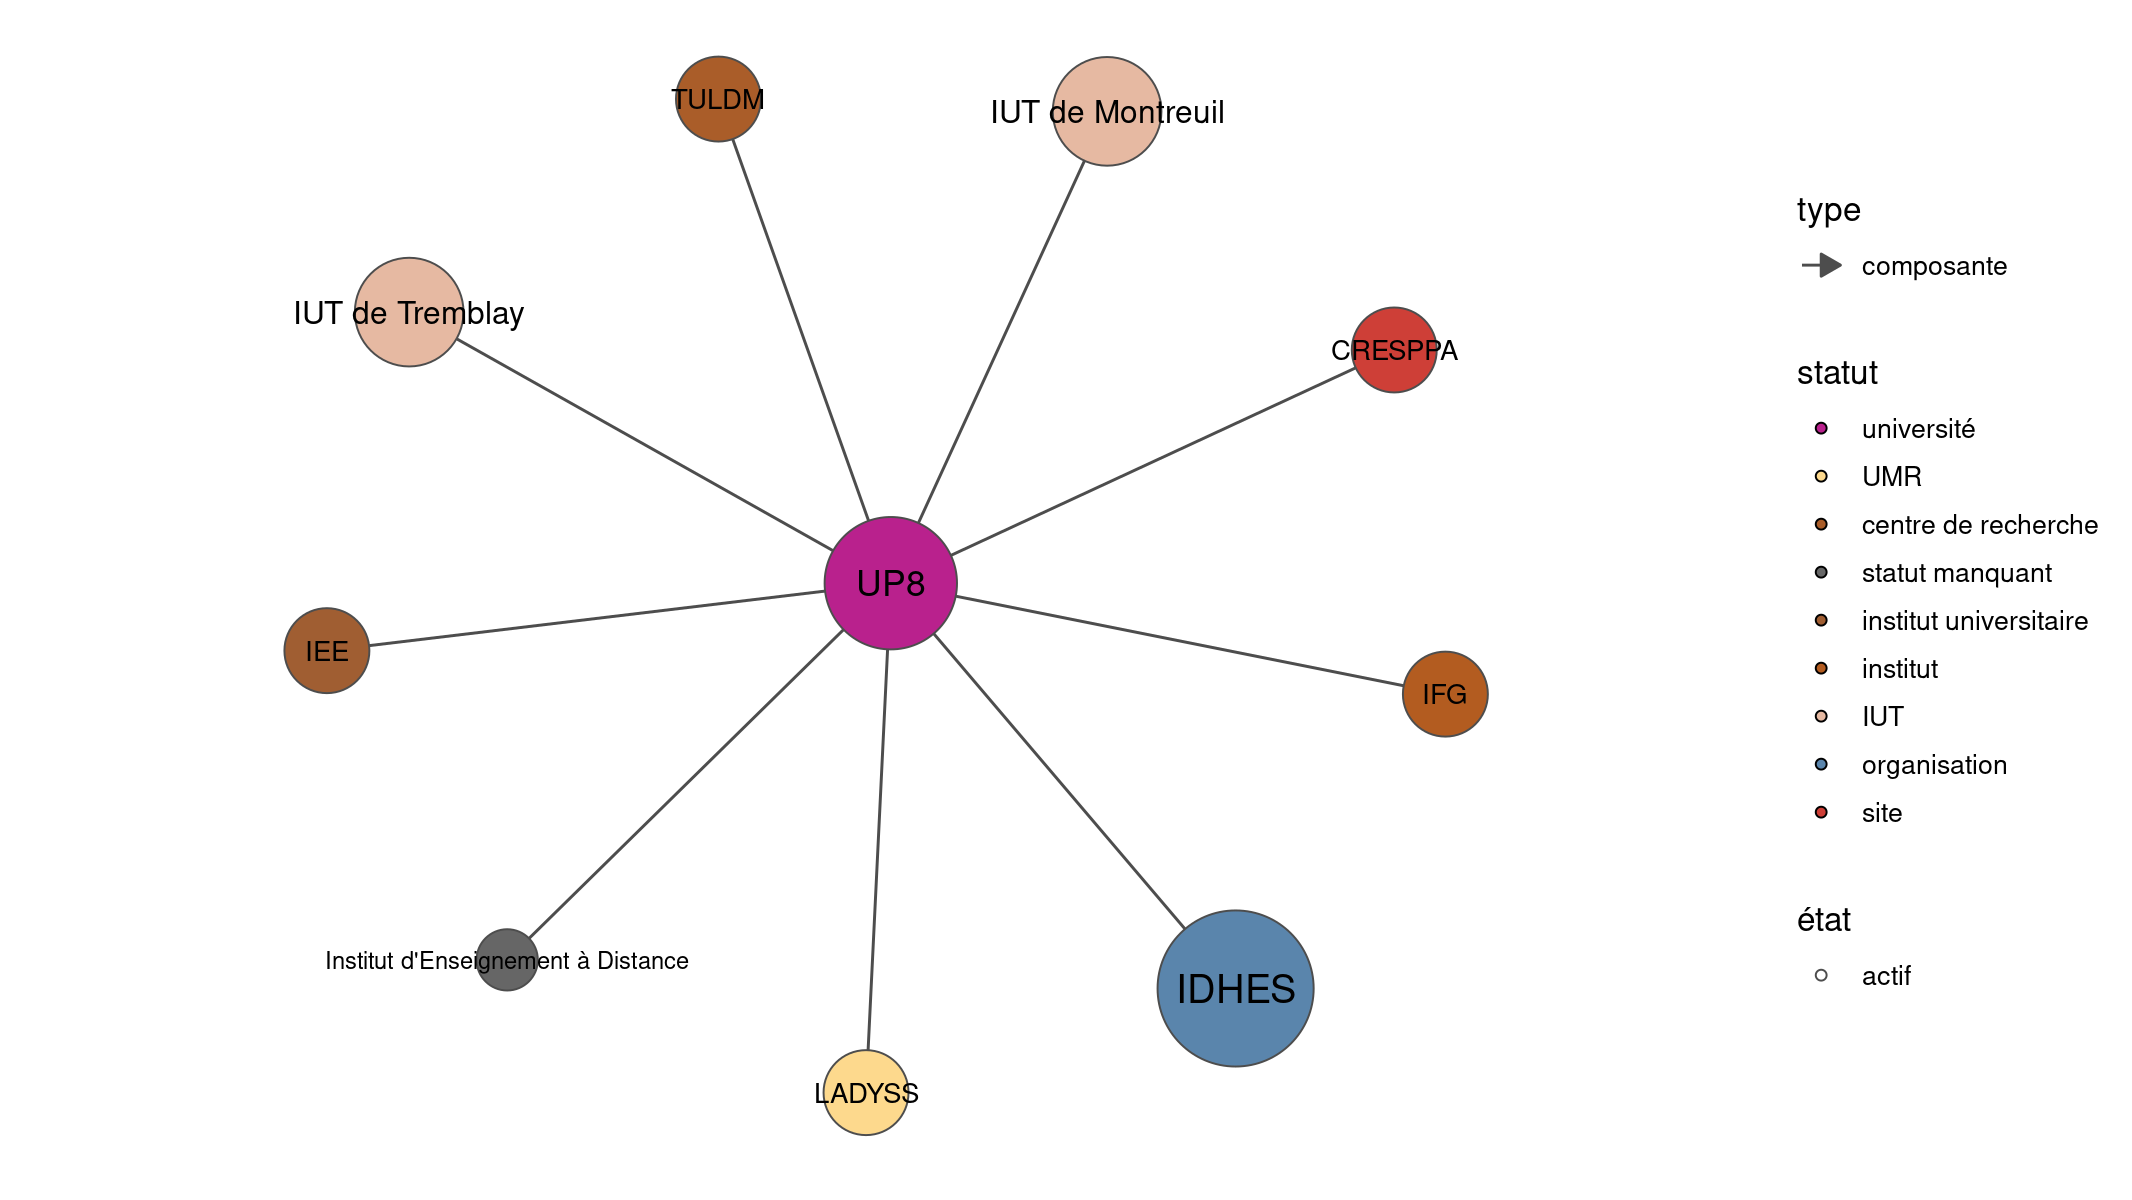 TULDM
IUT de Montreuil
IUT de Tremblay
CRESPPA
UP8
IEE
IFG
Institut d'Enseignement à Distance
IDHES
LADYSS
type
composante
statut
université
UMR
centre de recherche
statut manquant
institut universitaire
institut
IUT
organisation
site
état
actif